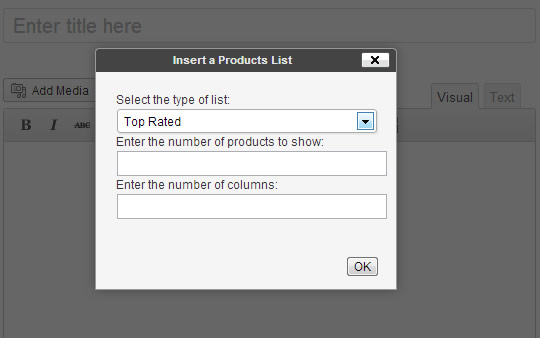 Enter title here
Insert a Products List
Add Media
Visual Text
B I ABC
Select the type of list:
Top Rated
Enter the number of products to show:
Enter the number of columns:
OK